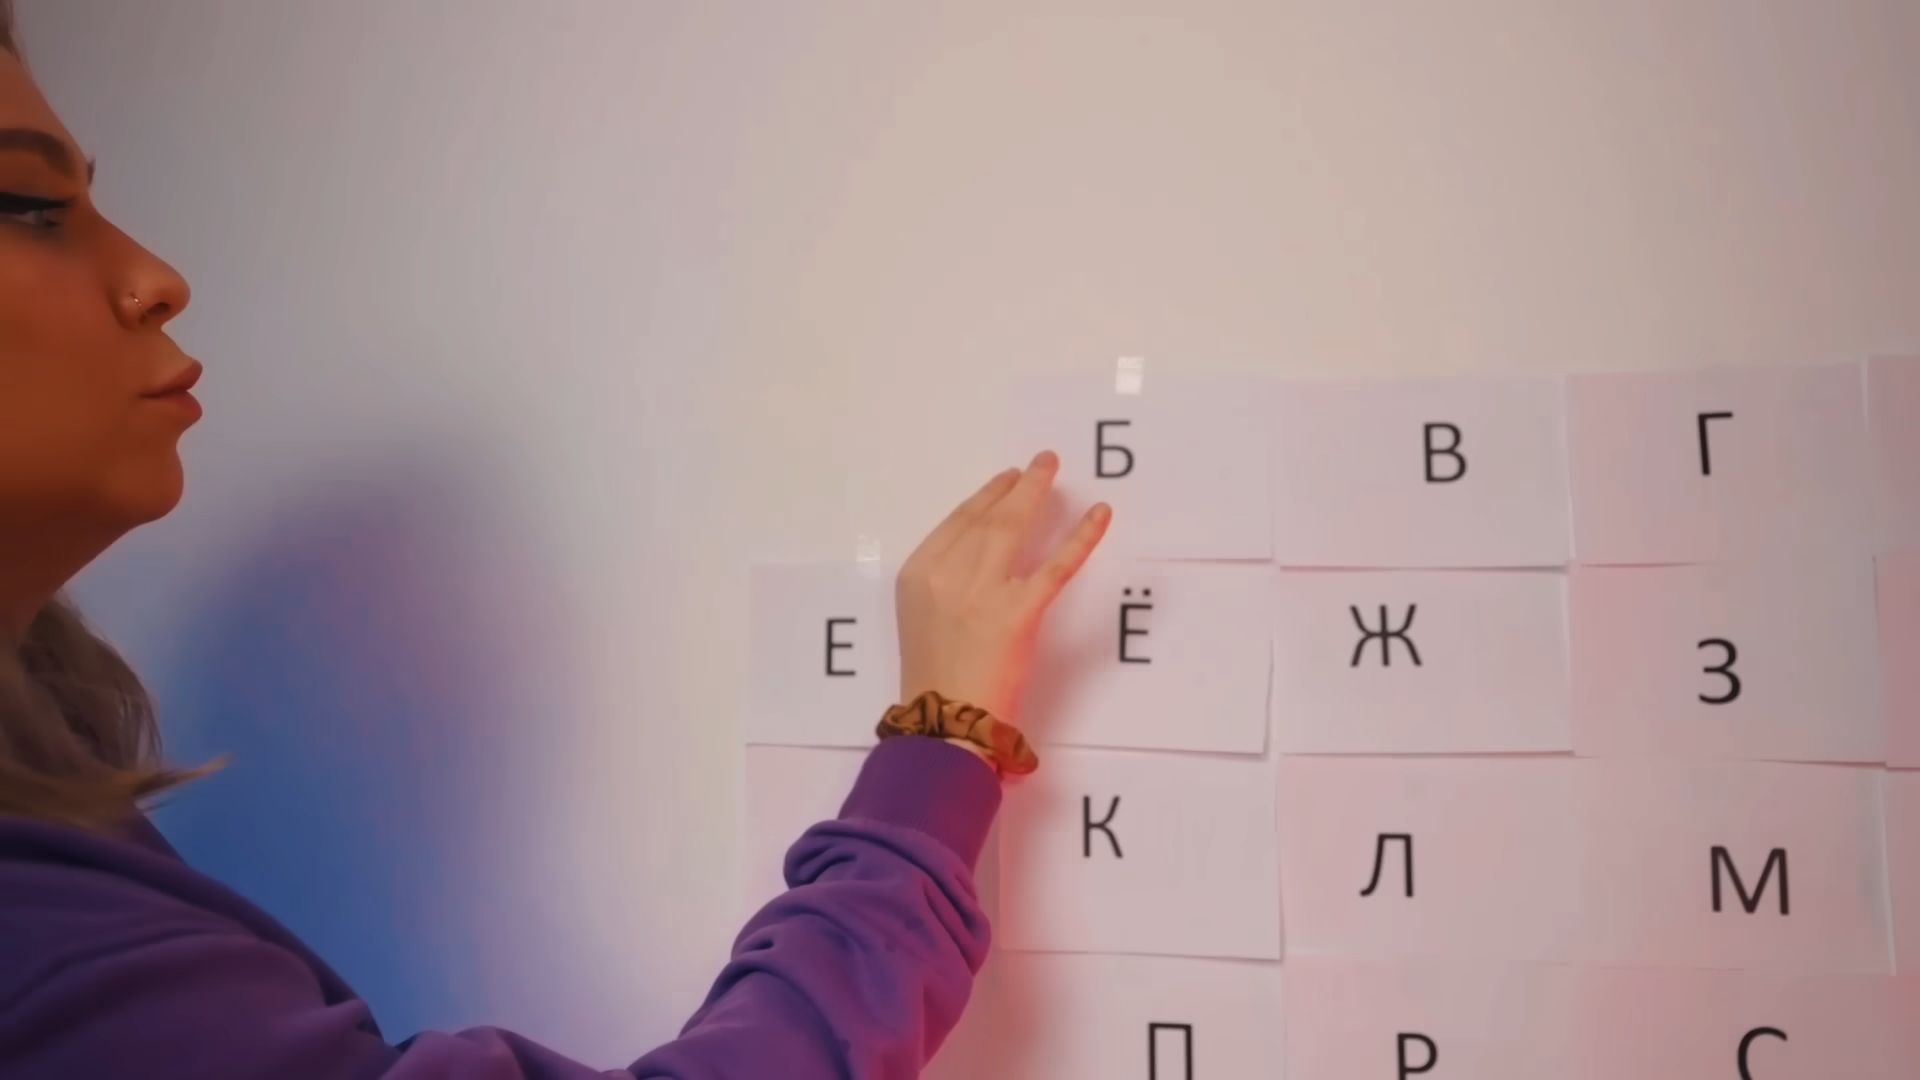 Б В Г
Е Ё Ж З
К Л М
П Р С